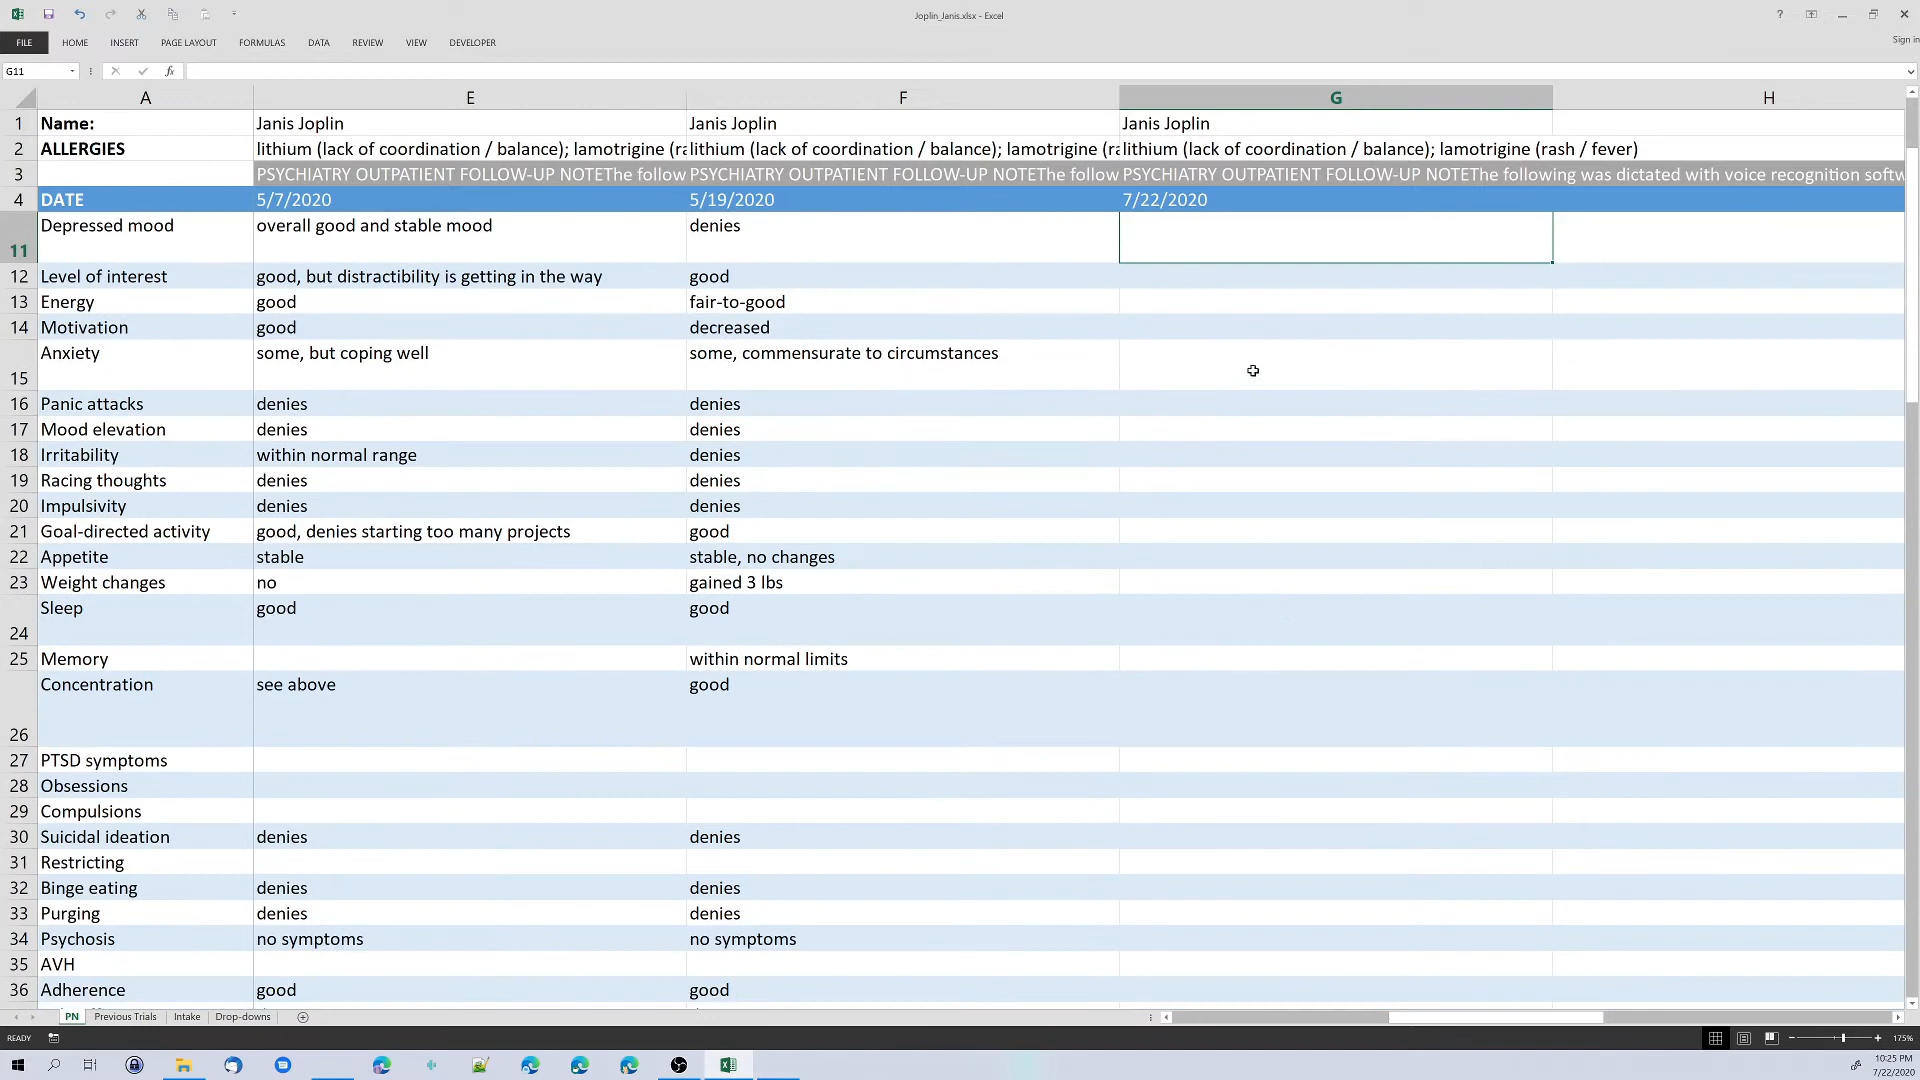 Joplin_Janis.xlsx - Excel
?
Sign in
FILE HOME INSERT PAGE LAYOUT FORMULAS DATA REVIEW VIEW DEVELOPER
G11 fx
A E F G H
1 Name: Janis Joplin Janis Joplin Janis Joplin
2 ALLERGIES lithium (lack of coordination / balance); lamotrigine (ra lithium (lack of coordination / balance); lamotrigine (ra lithium (lack of coordination / balance); lamotrigine (rash / fever)
3 PSYCHIATRY OUTPATIENT FOLLOW-UP NOTEThe follow PSYCHIATRY OUTPATIENT FOLLOW-UP NOTEThe follow PSYCHIATRY OUTPATIENT FOLLOW-UP NOTEThe following was dictated with voice recognition softw
4 DATE 5/7/2020 5/19/2020 7/22/2020
11 Depressed mood overall good and stable mood denies
12 Level of interest good, but distractibility is getting in the way good
13 Energy good fair-to-good
14 Motivation good decreased
15 Anxiety some, but coping well some, commensurate to circumstances
16 Panic attacks denies denies
17 Mood elevation denies denies
18 Irritability within normal range denies
19 Racing thoughts denies denies
20 Impulsivity denies denies
21 Goal-directed activity good, denies starting too many projects good
22 Appetite stable stable, no changes
23 Weight changes no gained 3 lbs
24 Sleep good good
25 Memory within normal limits
26 Concentration see above good
27 PTSD symptoms
28 Obsessions
29 Compulsions
30 Suicidal ideation denies denies
31 Restricting
32 Binge eating denies denies
33 Purging denies denies
34 Psychosis no symptoms no symptoms
35 AVH
36 Adherence good good
PN Previous Trials Intake Drop-downs
READY 175%
10:25 PM
7/22/2020